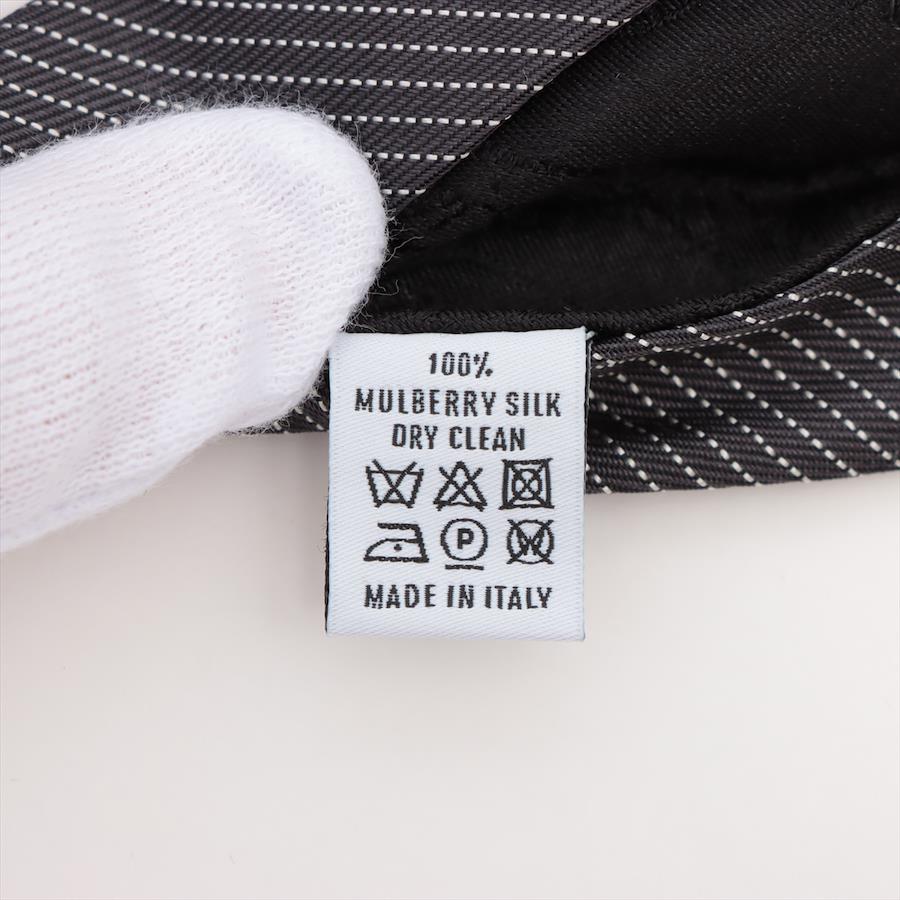 100%
MULBERRY SILK
DRY CLEAN
P W
MADE IN ITALY